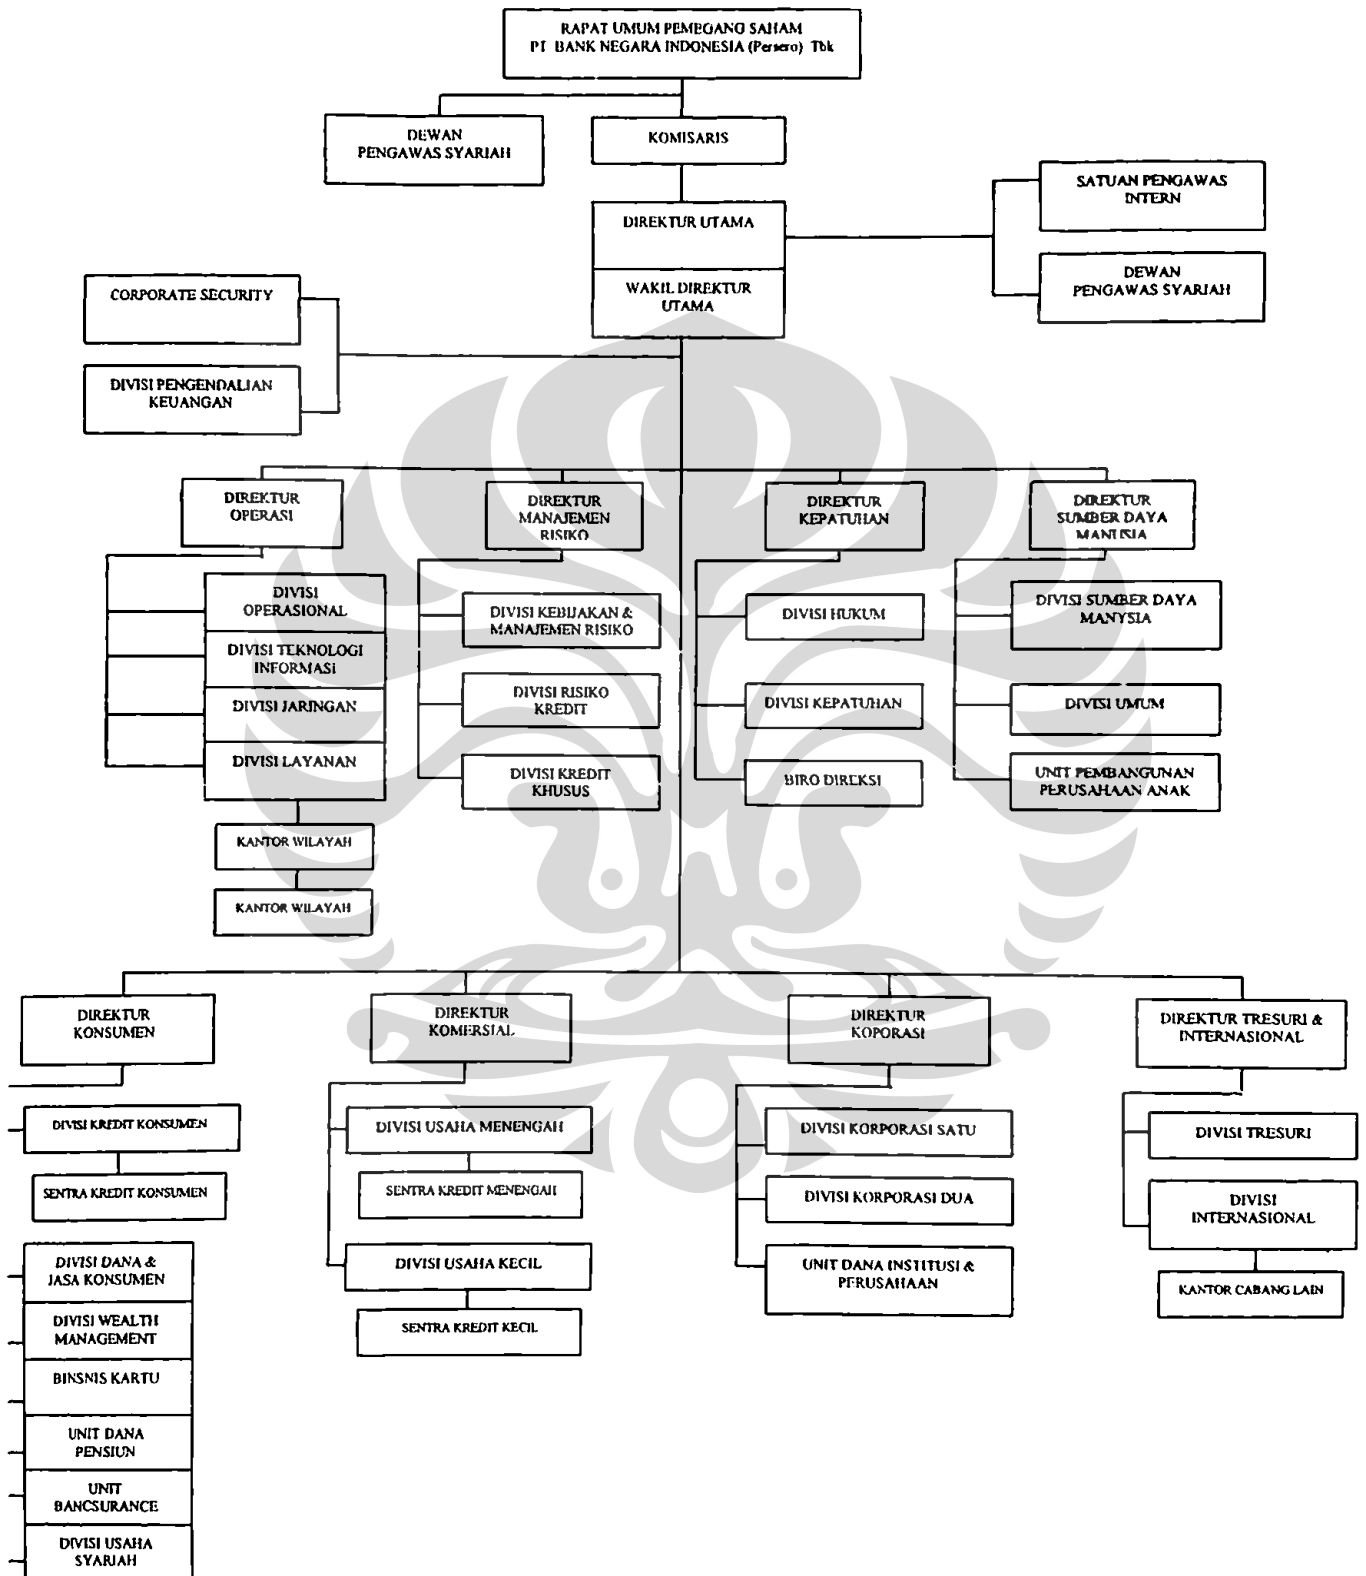 RAPAT UMUM PEMEGANG SAHAM
PT BANK NEGARA INDONESIA (Persero) Tbk
DEWAN
PENGAWAS SYARIAH
KOMISARIS
SATUAN PENGAWAS
INTERN
DIREKTUR UTAMA
DEWAN
PENGAWAS SYARIAH
WAKIL DIREKTUR
UTAMA
CORPORATE SECURITY
DIVISI PENGENDALIAN
KEUANGAN
DIREKTUR
OPERASI
DIREKTUR
MANAJEMEN
RISIKO
DIREKTUR
KEPATUHAN
DIREKTUR
SUMBER DAYA
MANUSIA
DIVISI
OPERASIONAL
DIVISI TEKNOLOGI
INFORMASI
DIVISI JARINGAN
DIVISI LAYANAN
KANTOR WILAYAH
KANTOR WILAYAH
DIVISI KEBIJAKAN &
MANAJEMEN RISIKO
DIVISI RISIKO
KREDIT
DIVISI KREDIT
KHUSUS
DIVISI HUKUM
DIVISI KEPATUHAN
BIRO DIREKSI
DIVISI SUMBER DAYA
MANYSIA
DIVISI UMUM
UNIT PEMBANGUNAN
PERUSAHAAN ANAK
DIREKTUR
KONSUMEN
DIREKTUR
KOMERSIAL
DIREKTUR
KOPORASI
DIREKTUR TRESURI &
INTERNASIONAL
DIVISI KREDIT KONSUMEN
SENTRA KREDIT KONSUMEN
DIVISI DANA &
JASA KONSUMEN
DIVISI WEALTH
MANAGEMENT
BINSNIS KARTU
UNIT DANA
PENSIUN
UNIT
BANCSURANCE
DIVISI USAHA
SYARIAH
DIVISI USAHA MENENGAH
SENTRA KREDIT MENENGAH
DIVISI USAHA KECIL
SENTRA KREDIT KECIL
DIVISI KORPORASI SATU
DIVISI KORPORASI DUA
UNIT DANA INSTITUSI &
PERUSAHAAN
DIVISI TRESURI
DIVISI
INTERNASIONAL
KANTOR CABANG LAIN